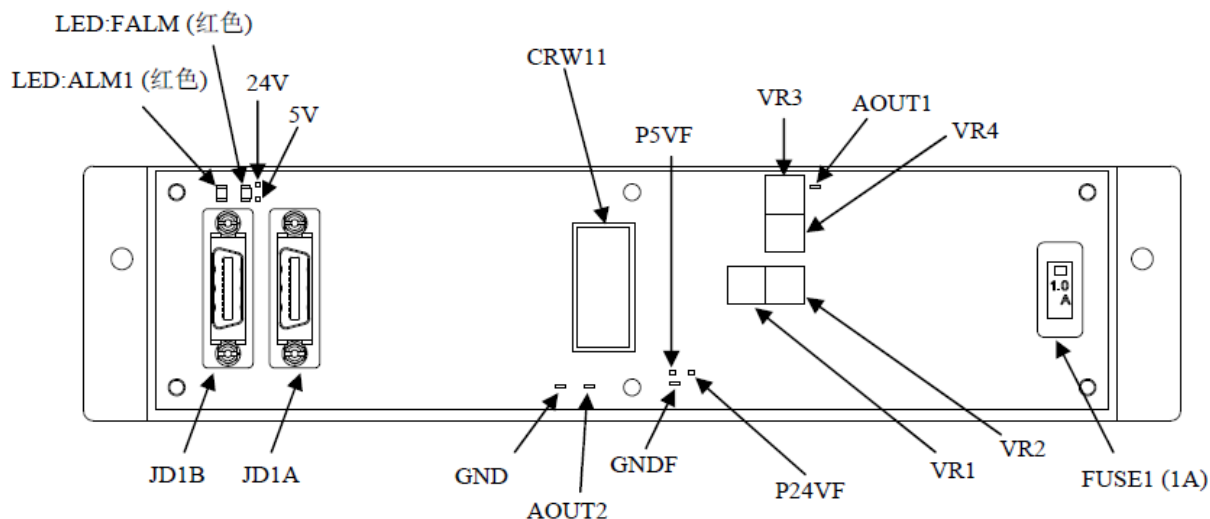 LED:FALM (红色)
LED:ALM1 (红色)
24V
5V
CRW11
P5VF
VR3
AOUT1
VR4
1.0
A
JD1B
JD1A
GND
AOUT2
GNDF
P24VF
VR1
VR2
FUSE1 (1A)